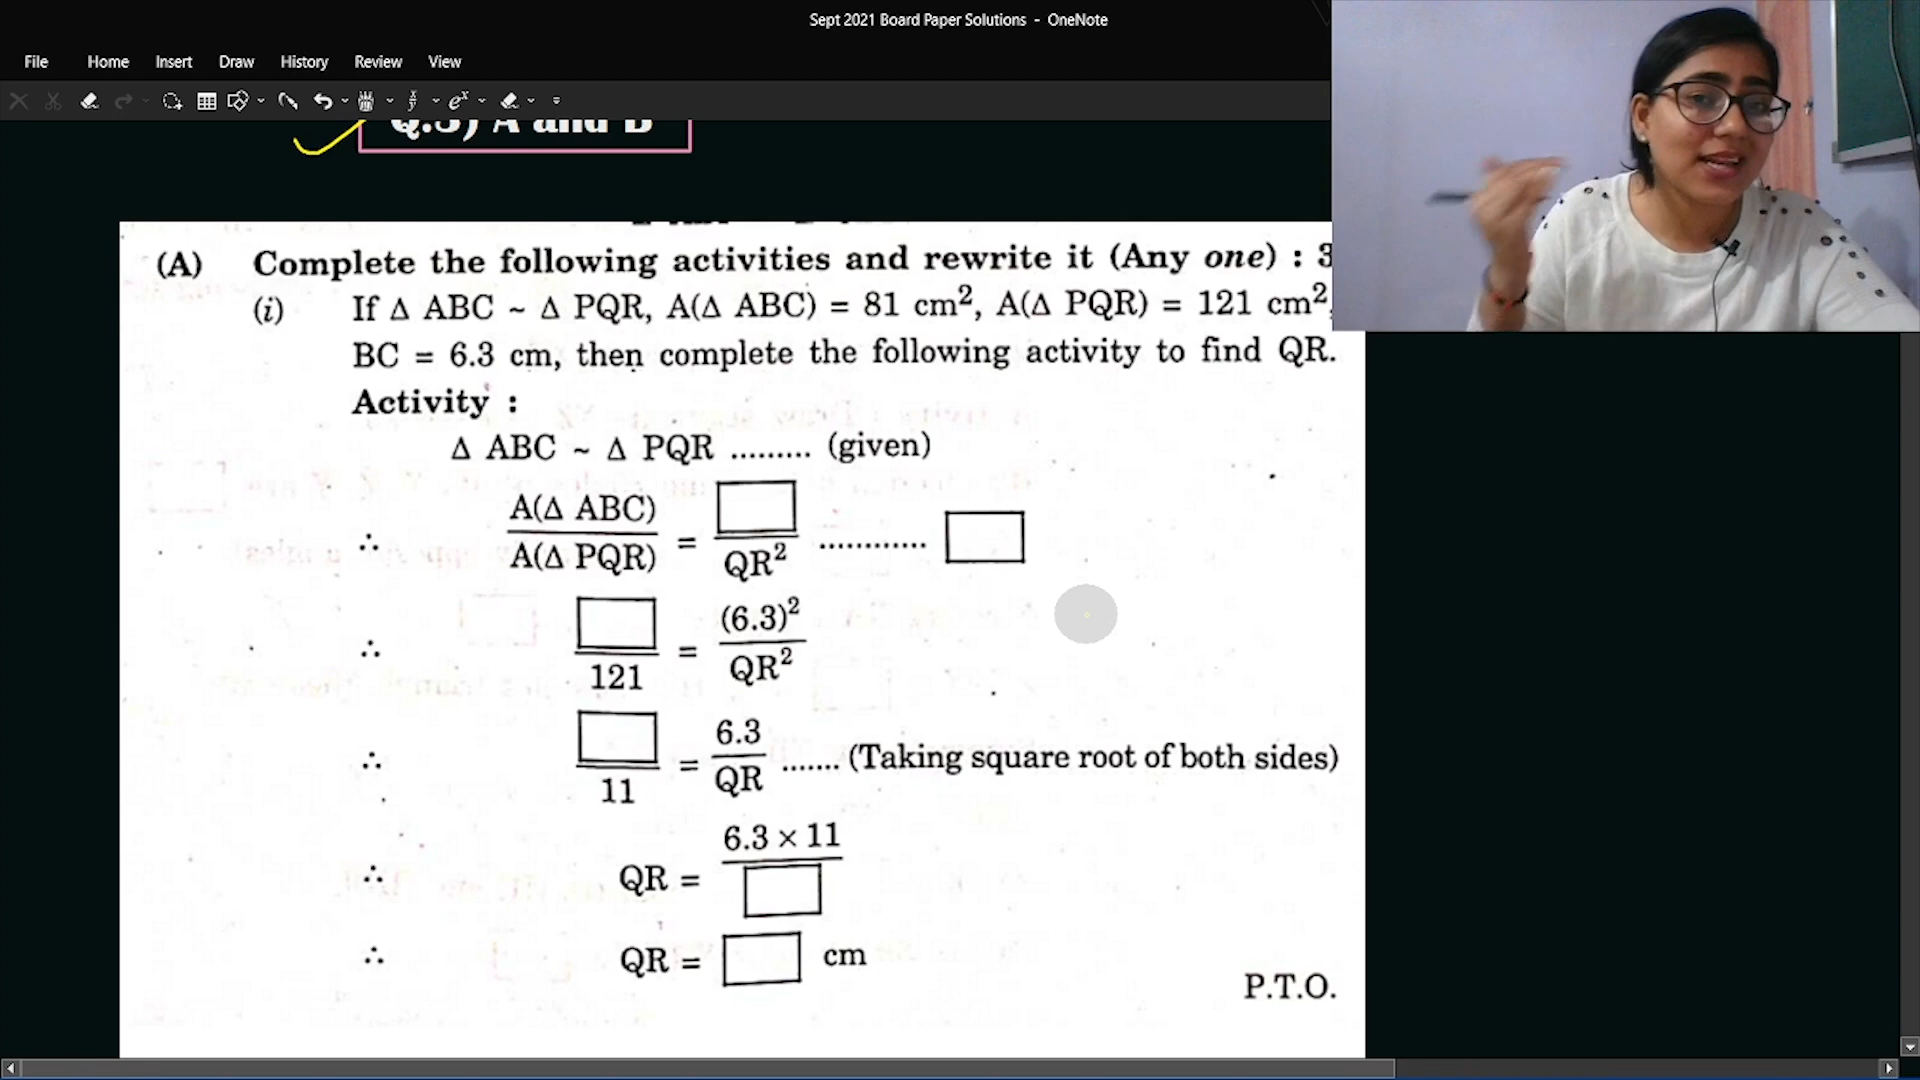 Sept 2021 Board Paper Solutions - OneNote
File Home Insert Draw History Review View
Q.3) A and B
(A) Complete the following activities and rewrite it (Any one) : 3
(i) If Δ ABC ~ Δ PQR, A(Δ ABC) = 81 cm², A(Δ PQR) = 121 cm²,
BC = 6.3 cm, then complete the following activity to find QR.
Activity :
Δ ABC ~ Δ PQR ......... (given)
∴ A(Δ ABC) / A(Δ PQR) = □ / QR² ............ □
∴ □ / 121 = (6.3)² / QR²
∴ □ / 11 = 6.3 / QR ....... (Taking square root of both sides)
∴ QR = 6.3 × 11 / □
∴ QR = □ cm
P.T.O.